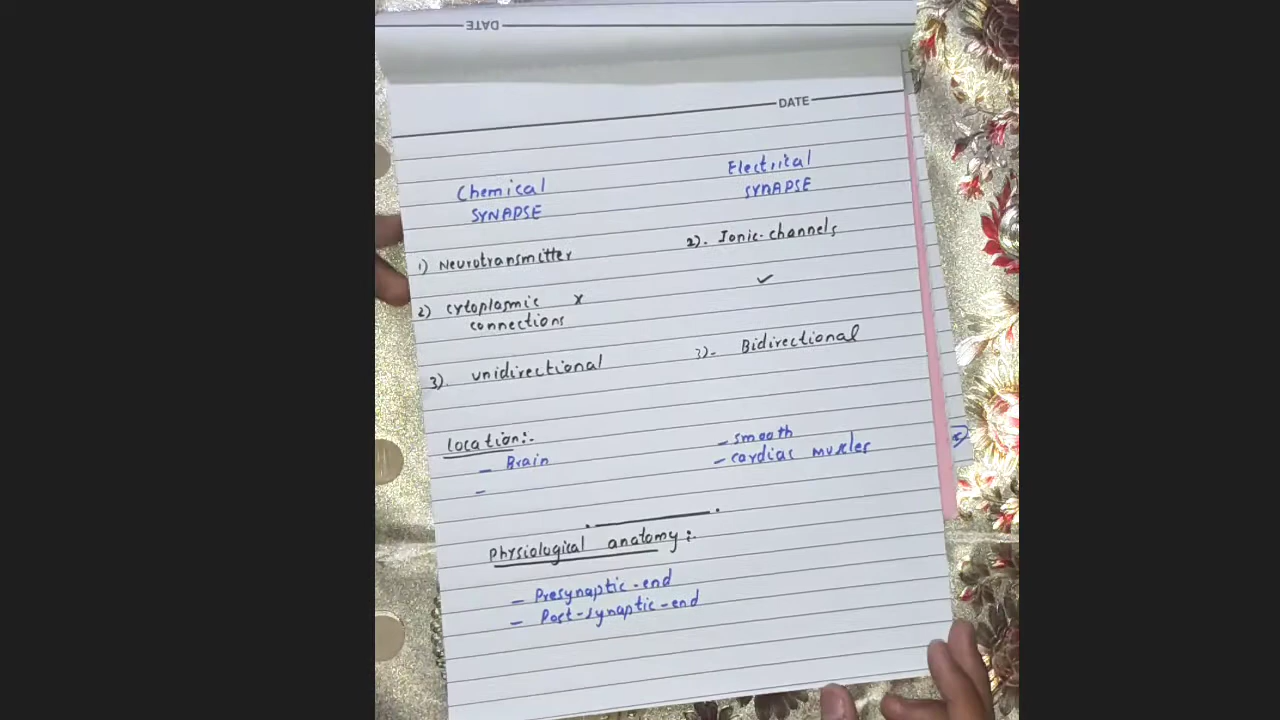 DATE
DATE
Chemical
SYNAPSE
Electrical
SYNAPSE
1) Neurotransmitter
2). Ionic-channels
2) cytoplasmic x
connections
✓
3). unidirectional
3)- Bidirectional
location:-
- Brain
-
- smooth
- cardiac muscles
Physiological anatomy:-
- Presynaptic-end
- Post-synaptic-end